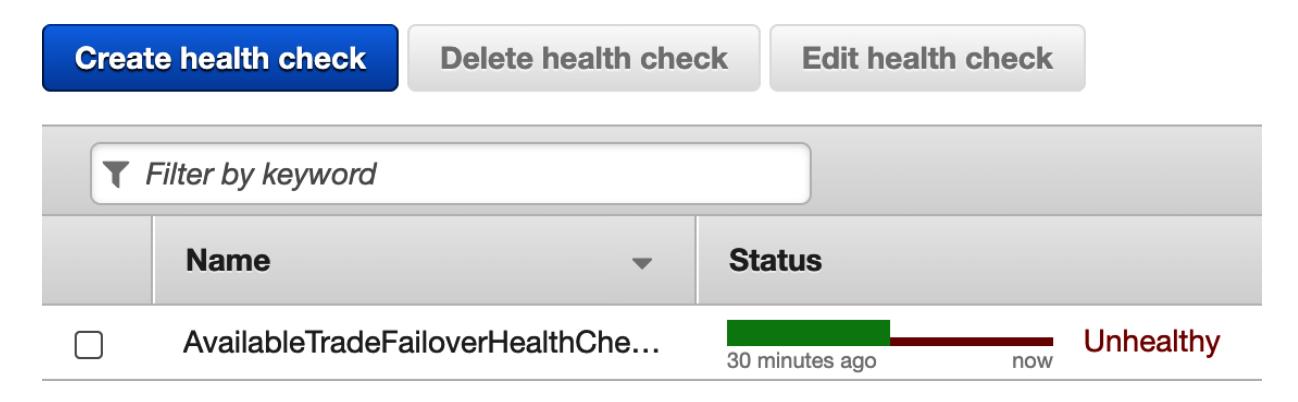 Create health check Delete health check Edit health check
Filter by keyword
Name Status
AvailableTradeFailoverHealthChe... Unhealthy
30 minutes ago now